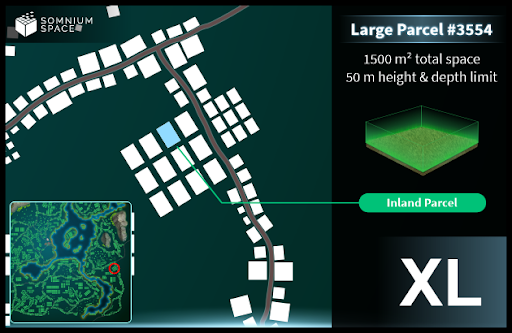 SOMNIUM
SPACE
Large Parcel #3554
1500 m² total space
50 m height & depth limit
Inland Parcel
XL